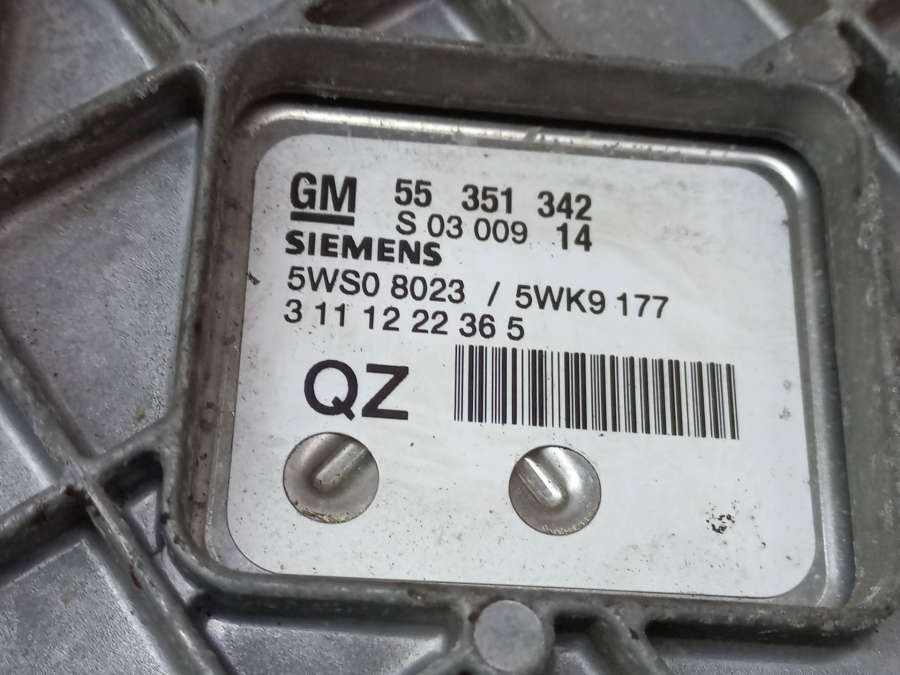 GM 55 351 342
S 03 009 14
SIEMENS
5WS0 8023 / 5WK9 177
3 11 12 22 36 5
QZ